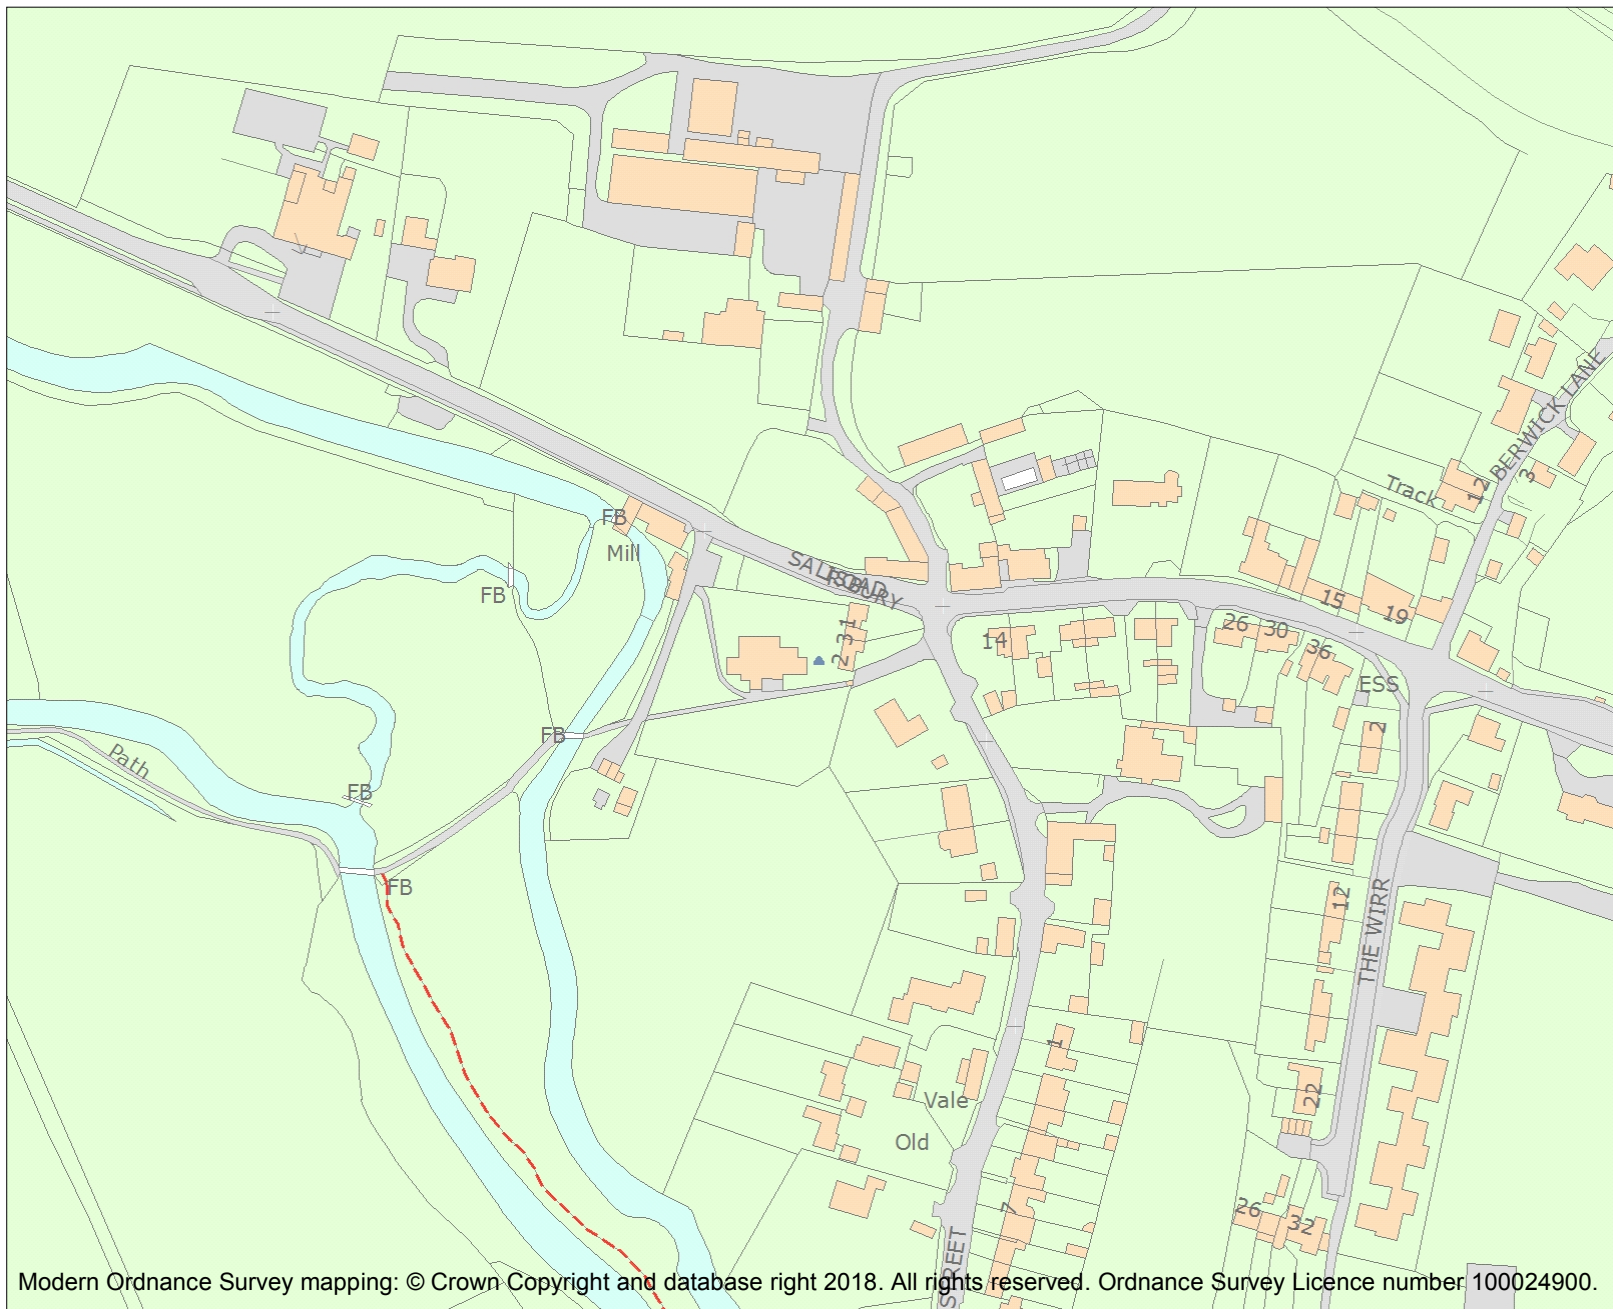 BERWICK LANE
12
3
Track
FB
Mill
SALISBURY
ROAD
FB
15
19
1
3
2
14
26
30
36
ESS
2
FB
Path
FB
FB
12
THE WIRR
1
Vale
22
Old
7
26
32
STREET
Modern Ordnance Survey mapping: © Crown Copyright and database right 2018. All rights reserved. Ordnance Survey Licence number 100024900.